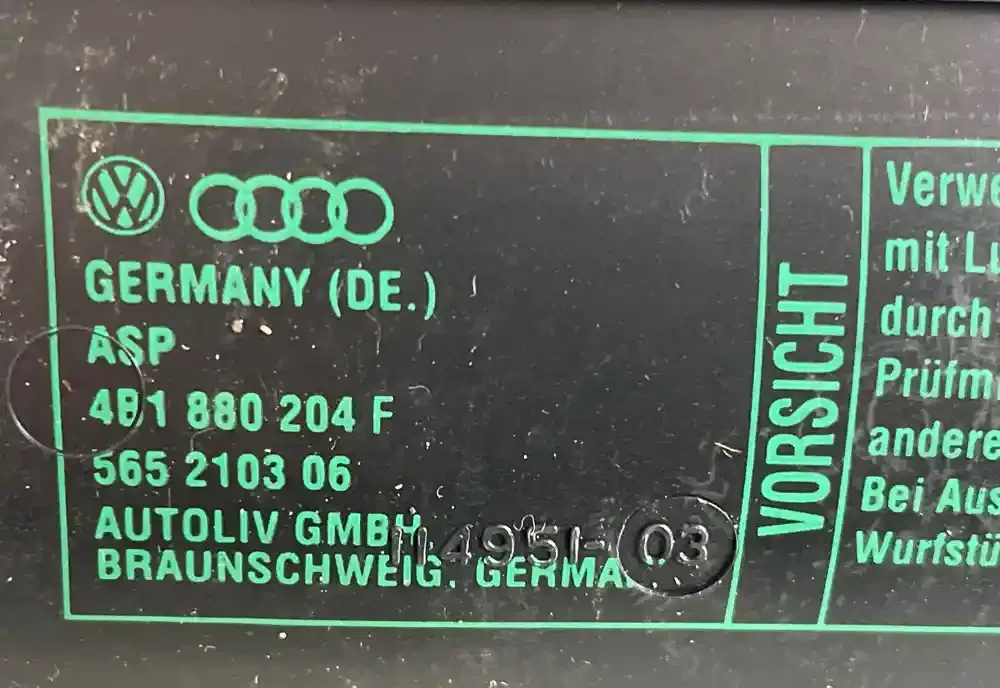 GERMANY (DE.)
ASP
4B1 880 204 F
565 2103 06
AUTOLIV GMBH.
BRAUNSCHWEIG. GERMA
03
VORSICHT
Verwe
mit Lu
durch
Prüfm
andere
Bei Aus
Wurfstü